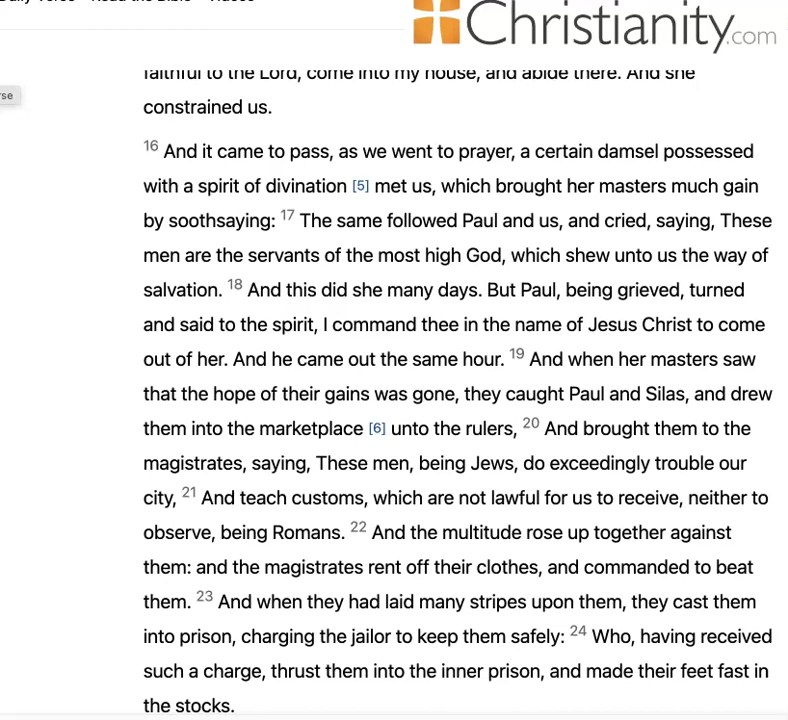 Christianity.com
faithful to the Lord, come into my house, and abide there. And she
rse
constrained us.
16 And it came to pass, as we went to prayer, a certain damsel possessed
with a spirit of divination [5] met us, which brought her masters much gain
by soothsaying: 17 The same followed Paul and us, and cried, saying, These
men are the servants of the most high God, which shew unto us the way of
salvation. 18 And this did she many days. But Paul, being grieved, turned
and said to the spirit, I command thee in the name of Jesus Christ to come
out of her. And he came out the same hour. 19 And when her masters saw
that the hope of their gains was gone, they caught Paul and Silas, and drew
them into the marketplace [6] unto the rulers, 20 And brought them to the
magistrates, saying, These men, being Jews, do exceedingly trouble our
city, 21 And teach customs, which are not lawful for us to receive, neither to
observe, being Romans. 22 And the multitude rose up together against
them: and the magistrates rent off their clothes, and commanded to beat
them. 23 And when they had laid many stripes upon them, they cast them
into prison, charging the jailor to keep them safely: 24 Who, having received
such a charge, thrust them into the inner prison, and made their feet fast in
the stocks.